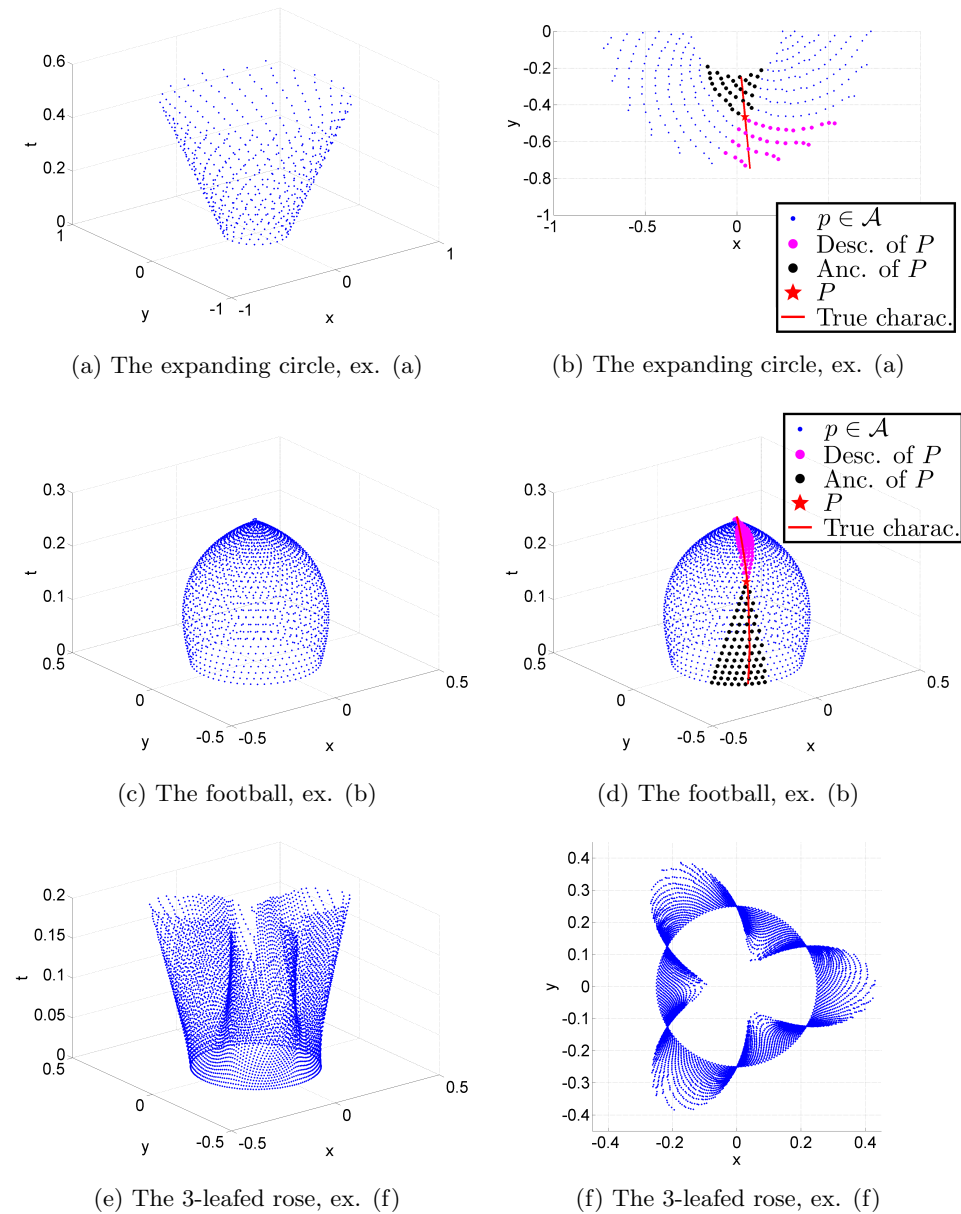 0.6
0.4
0.2
0
t
1
0
-1
y
-1
0
1
x
(a) The expanding circle, ex. (a)
0
-0.2
-0.4
-0.6
-0.8
-1
y
-1
-0.5
0
x
p ∈ 𝒜
Desc. of P
Anc. of P
P
True charac.
(b) The expanding circle, ex. (a)
0.3
0.2
0.1
0
t
0.5
0
-0.5
y
-0.5
0
0.5
x
(c) The football, ex. (b)
p ∈ 𝒜
Desc. of P
Anc. of P
P
True charac.
0.3
0.2
0.1
0
t
0.5
0
-0.5
y
-0.5
0
0.5
x
(d) The football, ex. (b)
0.2
0.15
0.1
0.05
0
t
0.5
0
-0.5
y
-0.5
0
0.5
x
(e) The 3-leafed rose, ex. (f)
0.4
0.3
0.2
0.1
0
-0.1
-0.2
-0.3
-0.4
y
-0.4
-0.2
0
0.2
0.4
x
(f) The 3-leafed rose, ex. (f)